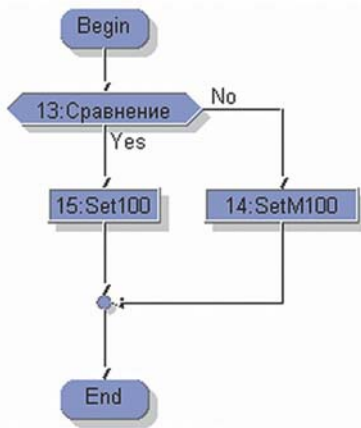 Begin
13:Сравнение
No
Yes
15:Set100
14:SetM100
End